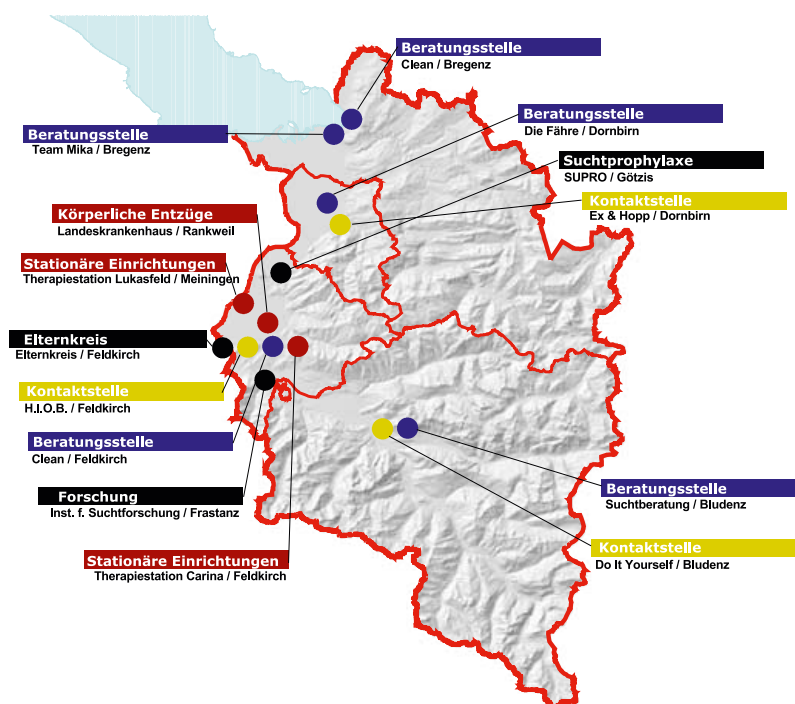 Beratungsstelle
Clean / Bregenz
Beratungsstelle
Team Mika / Bregenz
Beratungsstelle
Die Fähre / Dornbirn
Suchtprophylaxe
SUPRO / Götzis
Kontaktstelle
Ex & Hopp / Dornbirn
Körperliche Entzüge
Landeskrankenhaus / Rankweil
Stationäre Einrichtungen
Therapiestation Lukasfeld / Meiningen
Elternkreis
Elternkreis / Feldkirch
Kontaktstelle
H.I.O.B. / Feldkirch
Beratungsstelle
Clean / Feldkirch
Forschung
Inst. f. Suchtforschung / Frastanz
Stationäre Einrichtungen
Therapiestation Carina / Feldkirch
Beratungsstelle
Suchtberatung / Bludenz
Kontaktstelle
Do It Yourself / Bludenz